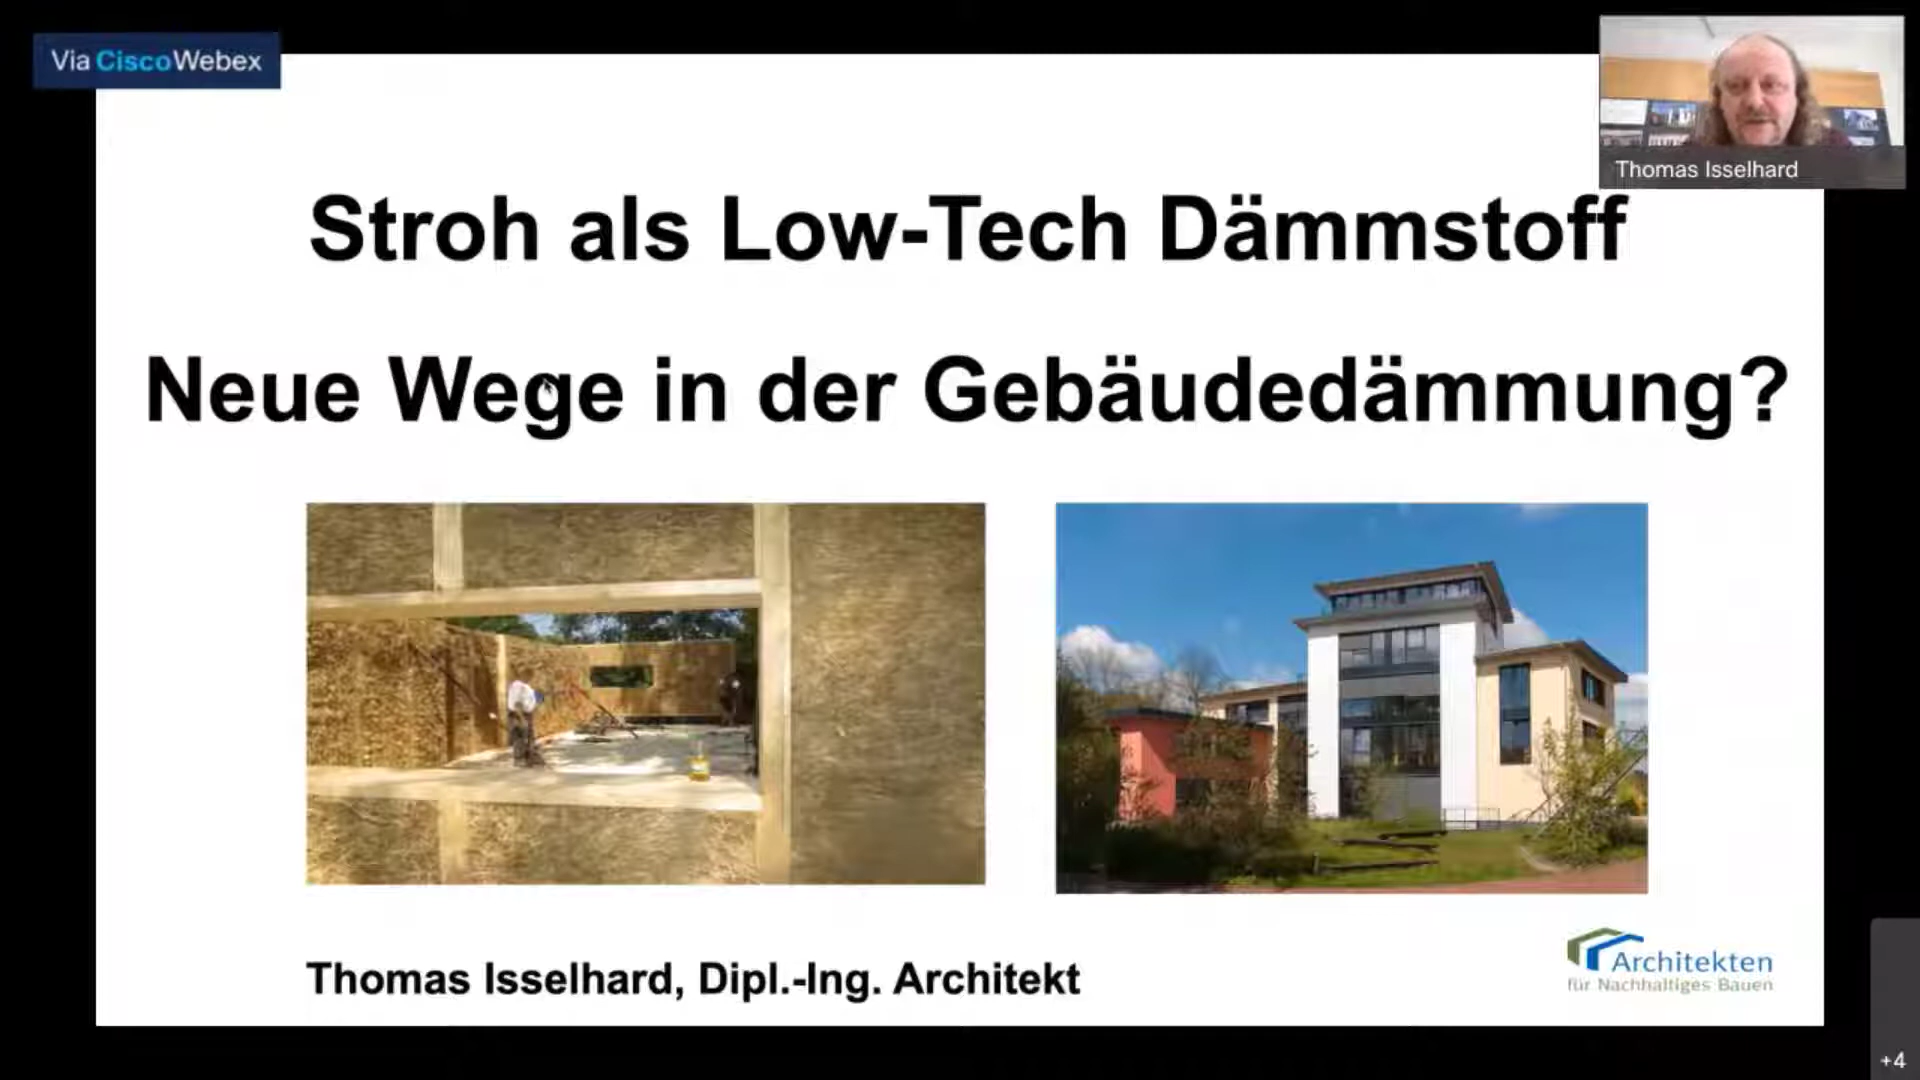 Via CiscoWebex
Thomas Isselhard
Stroh als Low-Tech Dämmstoff
Neue Wege in der Gebäudedämmung?
Thomas Isselhard, Dipl.-Ing. Architekt
Architekten
für Nachhaltiges Bauen
+4